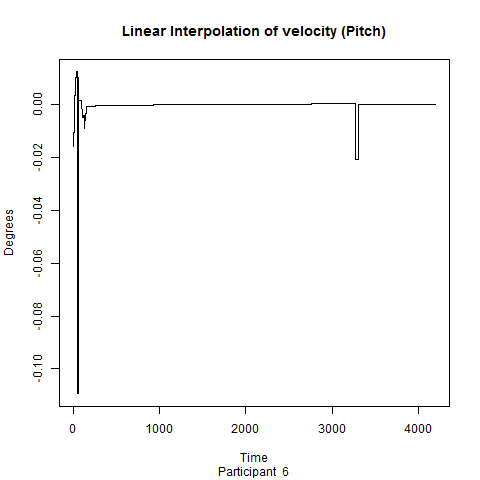 Linear Interpolation of velocity (Pitch)
0.00
-0.02
-0.04
-0.06
-0.08
-0.10
Degrees
0 1000 2000 3000 4000
Time
Participant 6